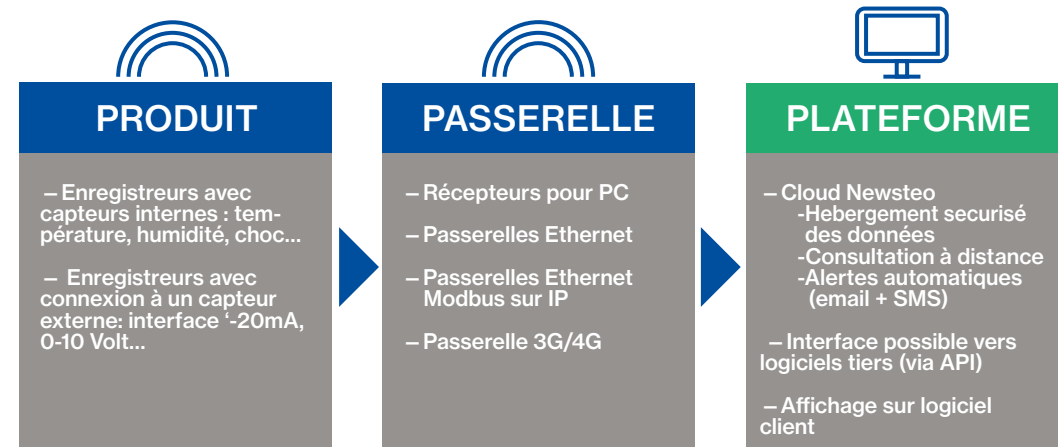 PRODUIT
— Enregistreurs avec
capteurs internes : tem-
pérature, humidité, choc...
— Enregistreurs avec
connexion à un capteur
externe: interface ‘-20mA,
0-10 Volt...
PASSERELLE
— Récepteurs pour PC
— Passerelles Ethernet
— Passerelles Ethernet
Modbus sur IP
— Passerelle 3G/4G
PLATEFORME
— Cloud Newsteo
-Hebergement securisé
des données
-Consultation à distance
-Alertes automatiques
(email + SMS)
— Interface possible vers
logiciels tiers (via API)
— Affichage sur logiciel
client